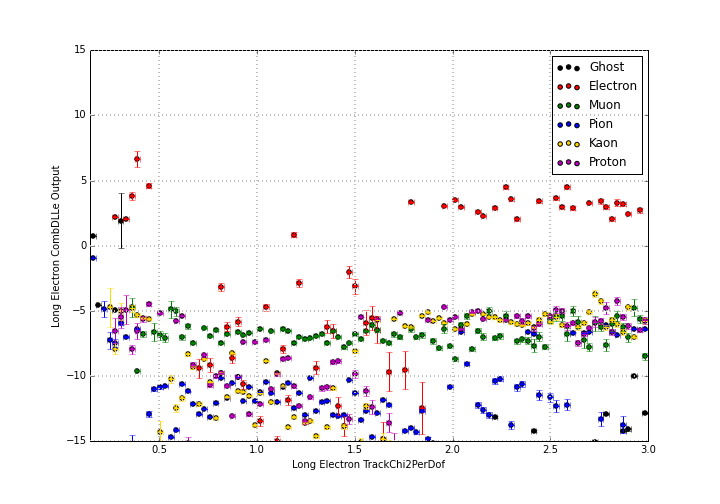 15
10
5
0
−5
−10
−15
0.5
1.0
1.5
2.0
2.5
3.0
Long Electron CombDLLe Output
Long Electron TrackChi2PerDof
Ghost
Electron
Muon
Pion
Kaon
Proton